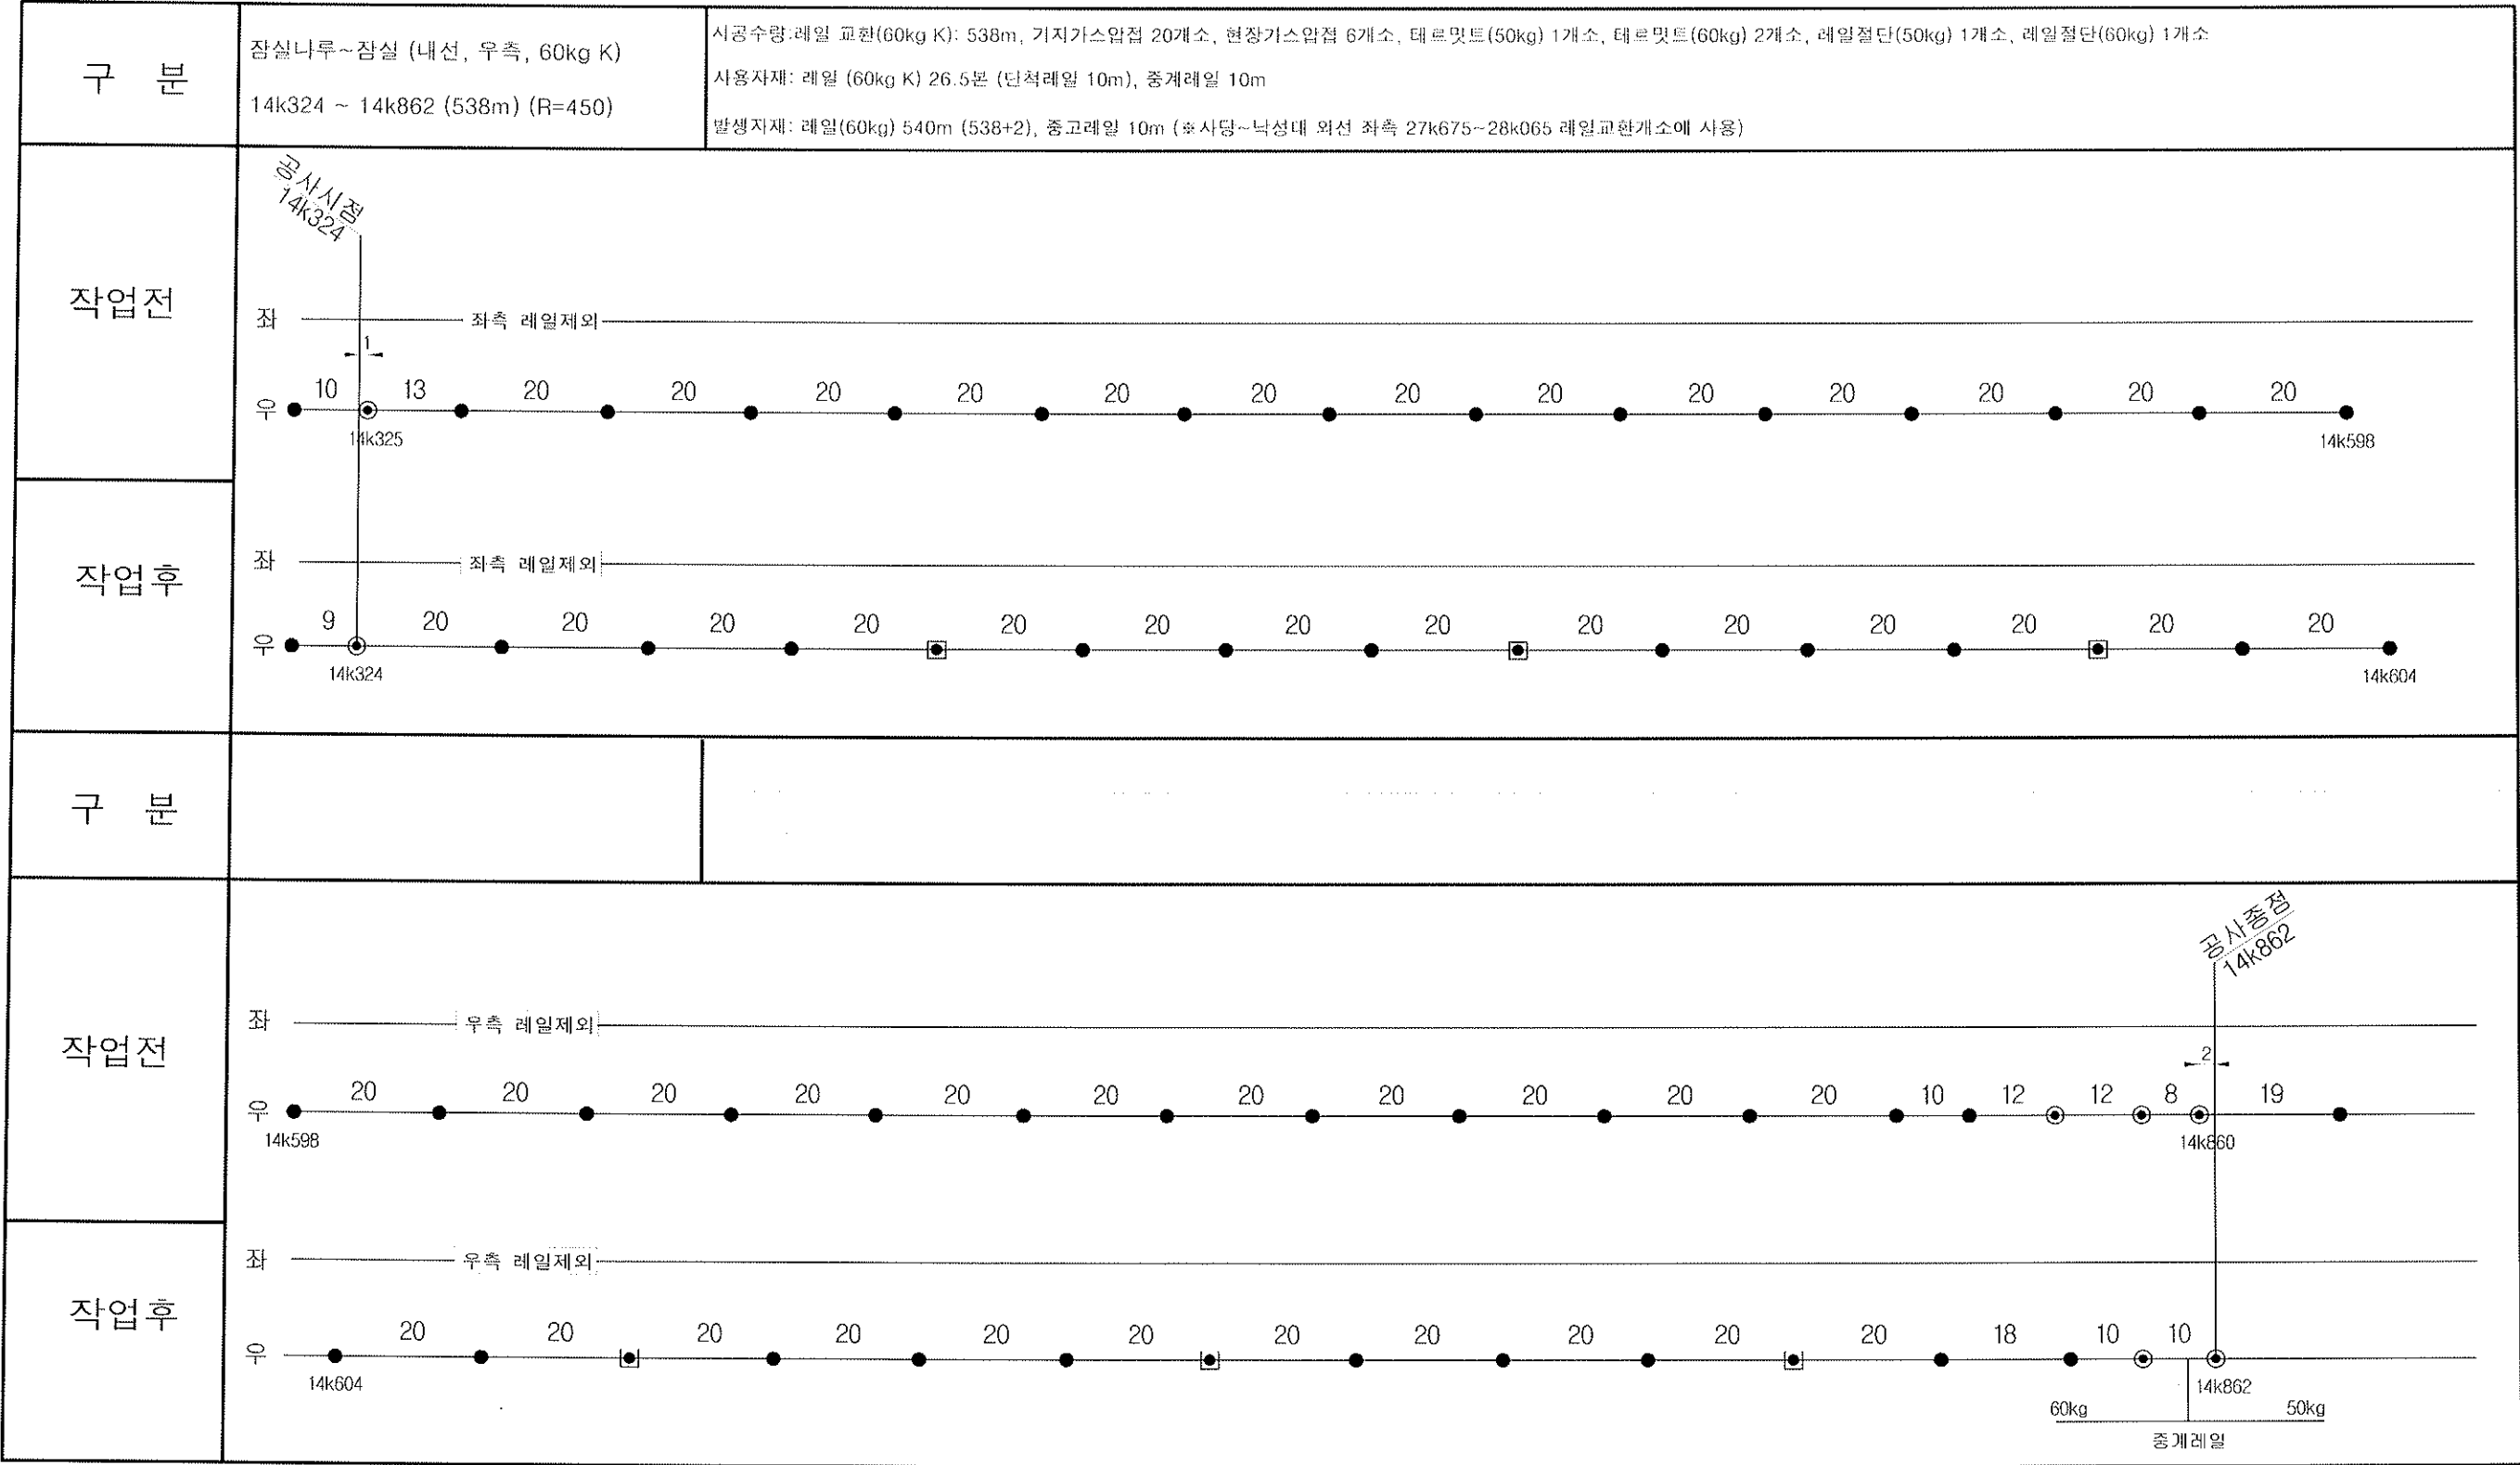 구 분
잠실나루~잠실 (내선, 우측, 60kg K)
14k324 ~ 14k862 (538m) (R=450)
시공수량:레일 교환(60kg K): 538m, 기지가스압접 20개소, 현장가스압접 6개소, 테르밋트(50kg) 1개소, 테르밋트(60kg) 2개소, 레일절단(50kg) 1개소, 레일절단(60kg) 1개소
사용자재: 레일 (60kg K) 26.5본 (단척레일 10m), 중계레일 10m
발생자재: 레일(60kg) 540m (538+2), 중고레일 10m (※사당~낙성대 외선 좌측 27k675~28k065 레일교환개소에 사용)
작업전
공사시점
14k324
좌 좌측 레일제외
1
10 13 20 20 20 20 20 20 20 20 20 20 20 20 20
우
14k325 14k598
작업후
좌 좌측 레일제외
9 20 20 20 20 20 20 20 20 20 20 20 20 20 20
우
14k324 14k604
구 분
작업전
공사종점
14k862
좌 우측 레일제외
2
20 20 20 20 20 20 20 20 20 20 20 10 12 12 8 19
우
14k598 14k860
작업후
좌 우측 레일제외
20 20 20 20 20 20 20 20 20 20 20 18 10 10
우
14k604 14k862
60kg 50kg
중계레일